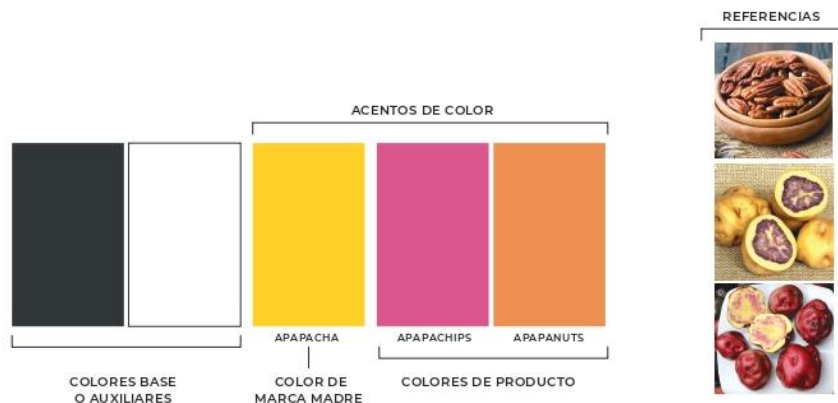 REFERENCIAS
ACENTOS DE COLOR
APAPACHA
APAPACHIPS
APAPANUTS
COLORES BASE
O AUXILIARES
COLOR DE
MARCA MADRE
COLORES DE PRODUCTO